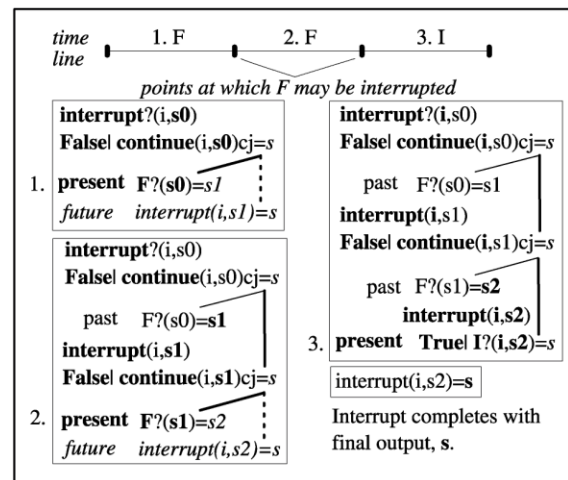 time line
1. F
2. F
3. I
points at which F may be interrupted
interrupt?(i,s0)
False| continue(i,s0)cj=s
1. present F?(s0)=s1
future interrupt(i,s1)=s
interrupt?(i,s0)
False| continue(i,s0)cj=s
past F?(s0)=s1
interrupt(i,s1)
False| continue(i,s1)cj=s
2. present F?(s1)=s2
future interrupt(i,s2)=s
interrupt?(i,s0)
False| continue(i,s0)cj=s
past F?(s0)=s1
interrupt(i,s1)
False| continue(i,s1)cj=s
past F?(s1)=s2
interrupt(i,s2)
3. present True| I?(i,s2)=s
interrupt(i,s2)=s
Interrupt completes with
final output, s.